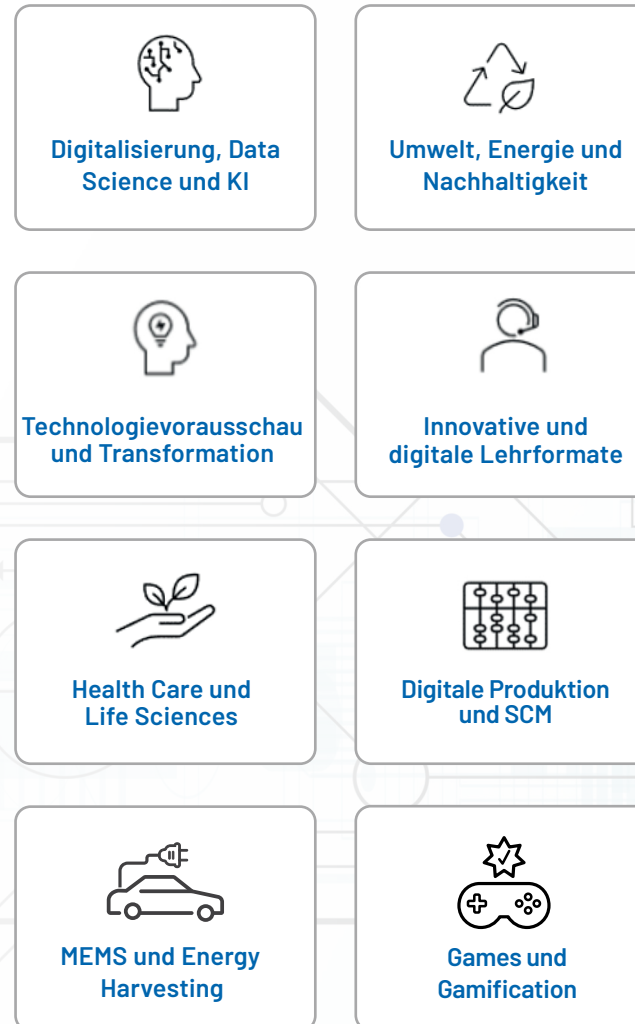 Digitalisierung, Data
Science und KI
Umwelt, Energie und
Nachhaltigkeit
Technologievorausschau
und Transformation
Innovative und
digitale Lehrformate
Health Care und
Life Sciences
Digitale Produktion
und SCM
MEMS und Energy
Harvesting
Games und
Gamification